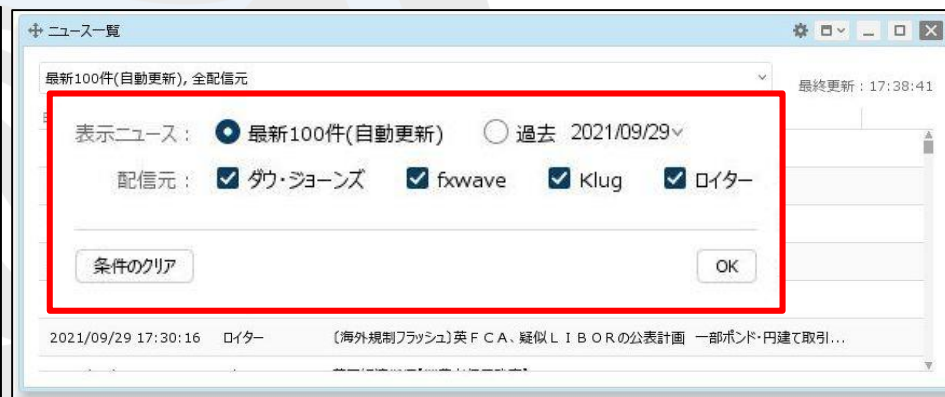 ニュース一覧
最新100件(自動更新), 全配信元
最終更新：17:38:41
表示ニュース： 最新100件(自動更新) 過去 2021/09/29
配信元： ダウ・ジョーンズ fxwave Klug ロイター
条件のクリア OK
2021/09/29 17:30:16 ロイター 〔海外規制フラッシュ〕英ＦＣＡ、疑似ＬＩＢＯＲの公表計画 一部ポンド・円建て取引...